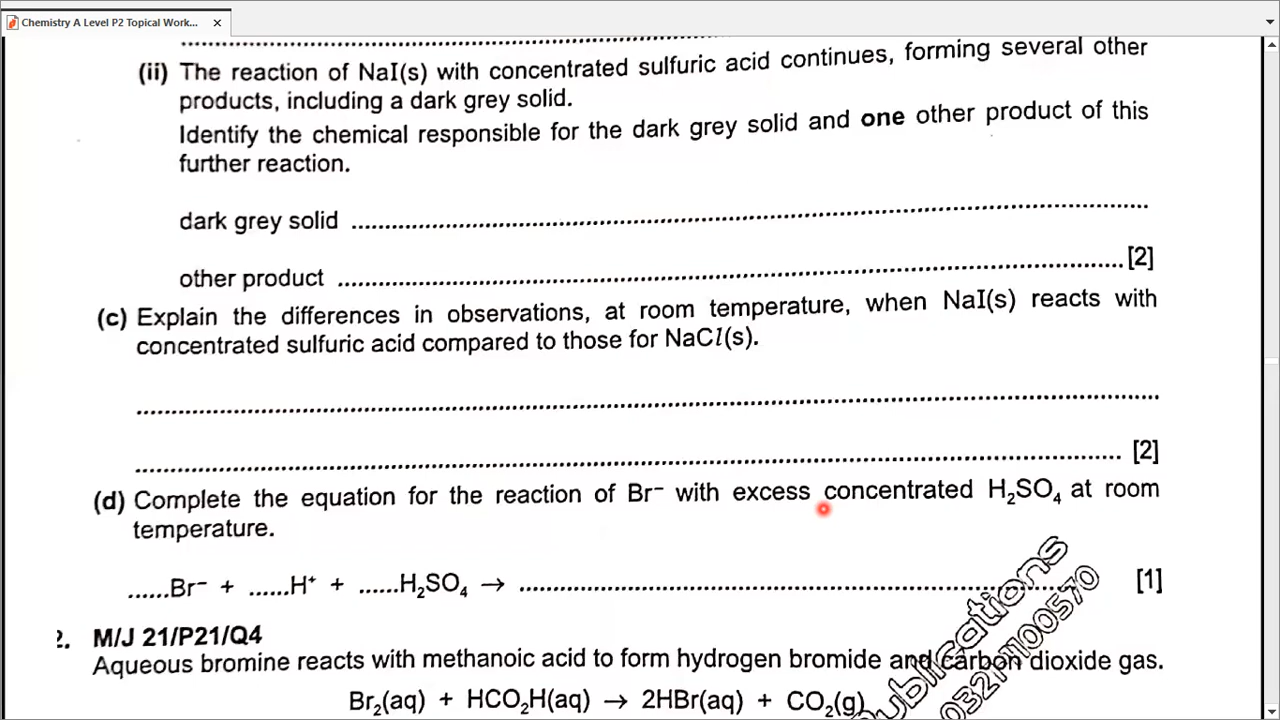 Chemistry A Level P2 Topical Work...
(ii) The reaction of NaI(s) with concentrated sulfuric acid continues, forming several other
products, including a dark grey solid.
Identify the chemical responsible for the dark grey solid and one other product of this
further reaction.
dark grey solid ................................................................
other product ................................................................ [2]
(c) Explain the differences in observations, at room temperature, when NaI(s) reacts with
concentrated sulfuric acid compared to those for NaCl(s).
................................................................
................................................................ [2]
(d) Complete the equation for the reaction of Br⁻ with excess concentrated H₂SO₄ at room
temperature.
......Br⁻ + ......H⁺ + ......H₂SO₄ → ................................................................ [1]
2. M/J 21/P21/Q4
Aqueous bromine reacts with methanoic acid to form hydrogen bromide and carbon dioxide gas.
Br₂(aq) + HCO₂H(aq) → 2HBr(aq) + CO₂(g)